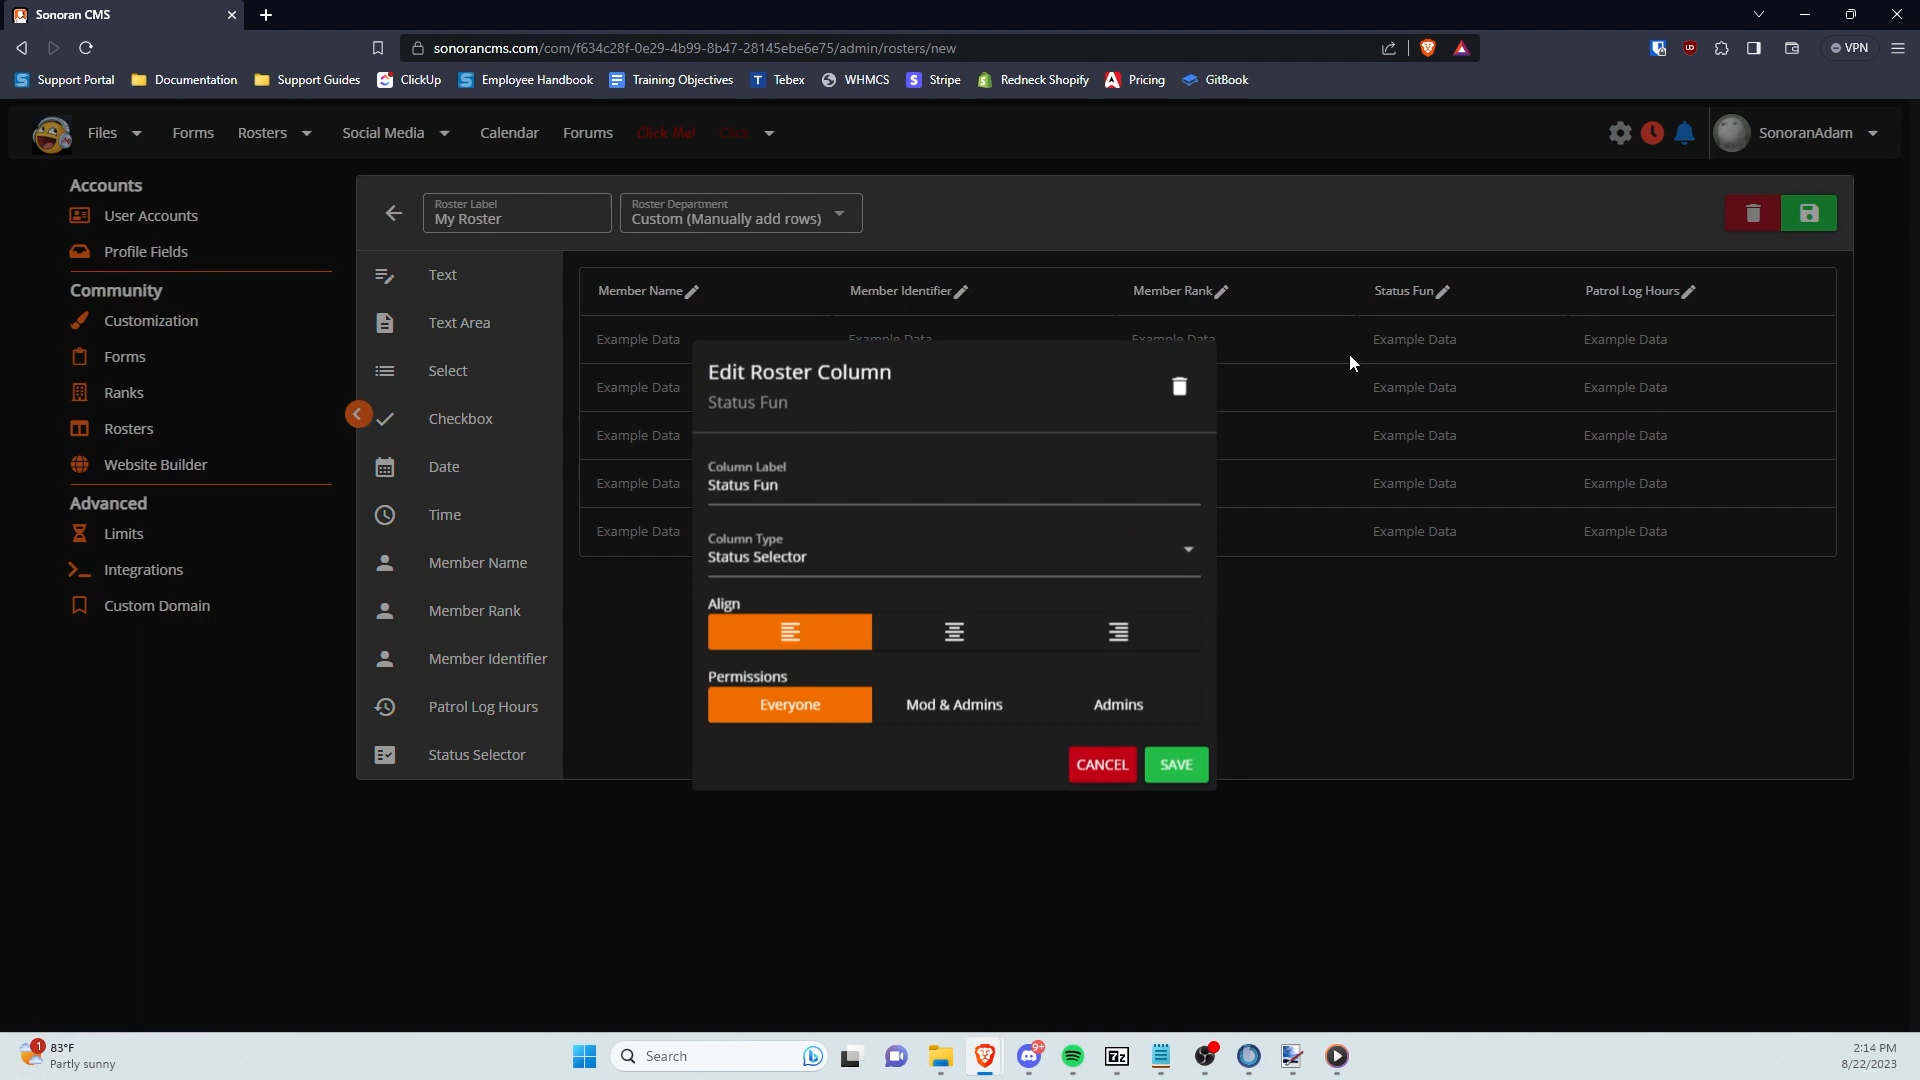 Sonoran CMS
sonorancms.com/com/f634c28f-0e29-4b99-8b47-28145ebe6e75/admin/rosters/new
VPN
Support Portal Documentation Support Guides ClickUp Employee Handbook Training Objectives Tebex WHMCS Stripe Redneck Shopify Pricing GitBook
Files Forms Rosters Social Media Calendar Forums Click Me! Click SonoranAdam
Accounts
User Accounts
Profile Fields
Community
Customization
Forms
Ranks
Rosters
Website Builder
Advanced
Limits
Integrations
Custom Domain
Roster Label
My Roster
Roster Department
Custom (Manually add rows)
Text
Text Area
Select
Checkbox
Date
Time
Member Name
Member Rank
Member Identifier
Patrol Log Hours
Status Selector
Member Name Member Identifier Member Rank Status Fun Patrol Log Hours
Example Data Example Data Example Data Example Data Example Data
Example Data Example Data Example Data
Example Data Example Data Example Data
Example Data Example Data Example Data
Example Data Example Data Example Data
Edit Roster Column
Status Fun
Column Label
Status Fun
Column Type
Status Selector
Align
Permissions
Everyone Mod & Admins Admins
CANCEL SAVE
1
83°F
Partly sunny
Search
9+
7z
2:14 PM
8/22/2023